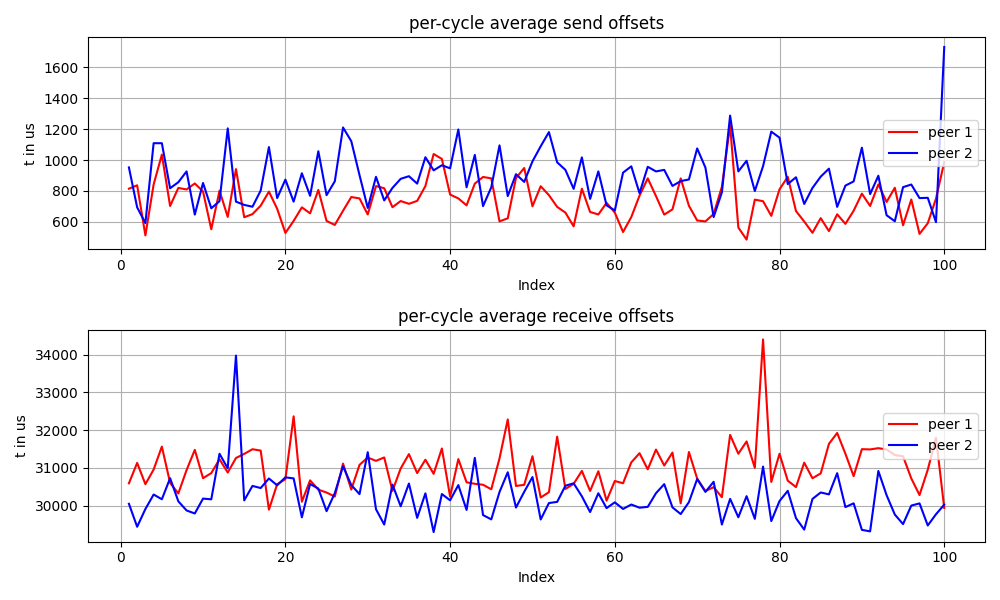 per-cycle average send offsets
t in us
1600
1400
1200
1000
800
600
peer 1
peer 2
0 20 40 60 80 100
Index
per-cycle average receive offsets
t in us
34000
33000
32000
31000
30000
peer 1
peer 2
0 20 40 60 80 100
Index